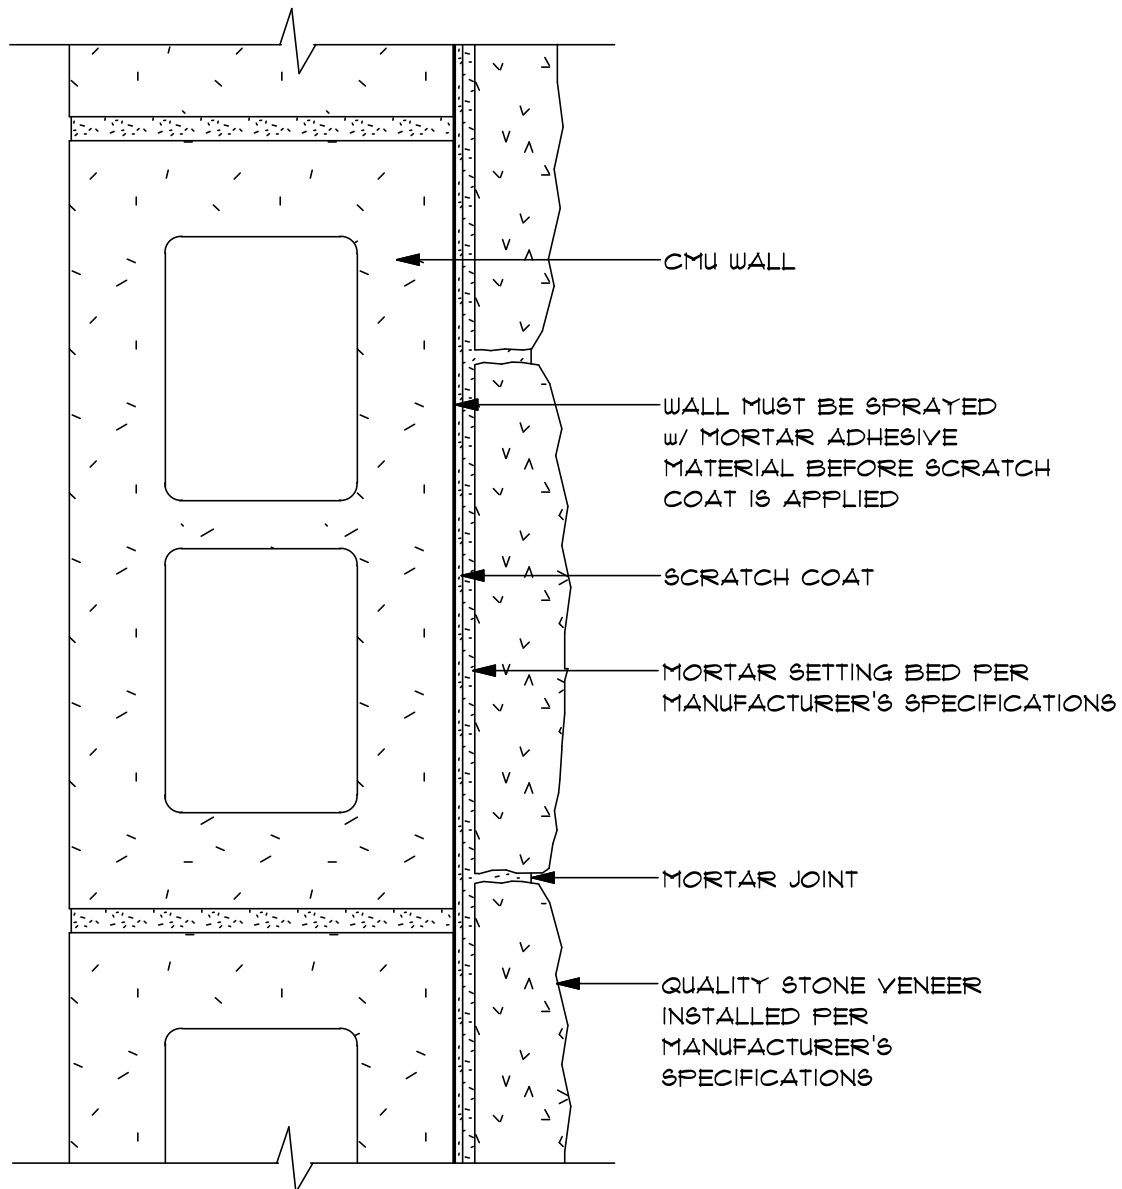 CMU WALL
WALL MUST BE SPRAYED
w/ MORTAR ADHESIVE
MATERIAL BEFORE SCRATCH
COAT IS APPLIED
SCRATCH COAT
MORTAR SETTING BED PER
MANUFACTURER'S SPECIFICATIONS
MORTAR JOINT
QUALITY STONE VENEER
INSTALLED PER
MANUFACTURER'S
SPECIFICATIONS